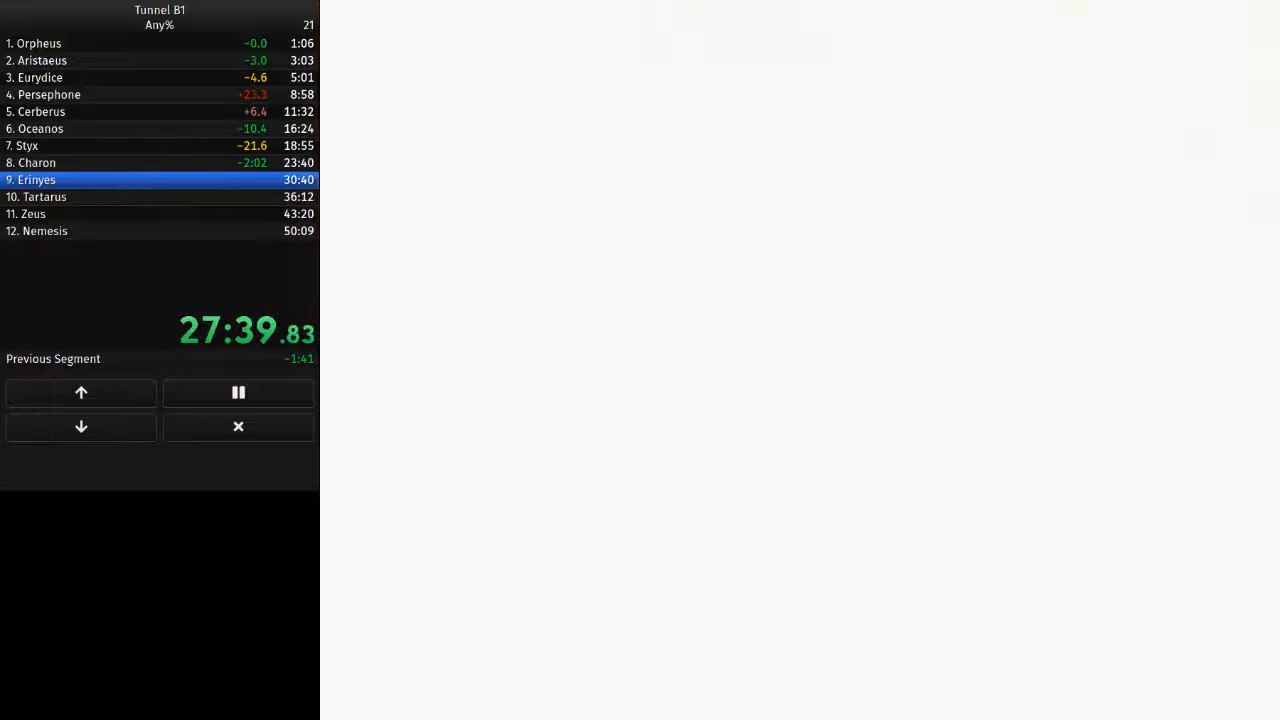 Tunnel B1
Any% 21
1. Orpheus −0.0 1:06
2. Aristaeus −3.0 3:03
3. Eurydice −4.6 5:01
4. Persephone +23.3 8:58
5. Cerberus +6.4 11:32
6. Oceanos −10.4 16:24
7. Styx −21.6 18:55
8. Charon −2:02 23:40
9. Erinyes 30:40
10. Tartarus 36:12
11. Zeus 43:20
12. Nemesis 50:09
27:39.83
Previous Segment −1:41